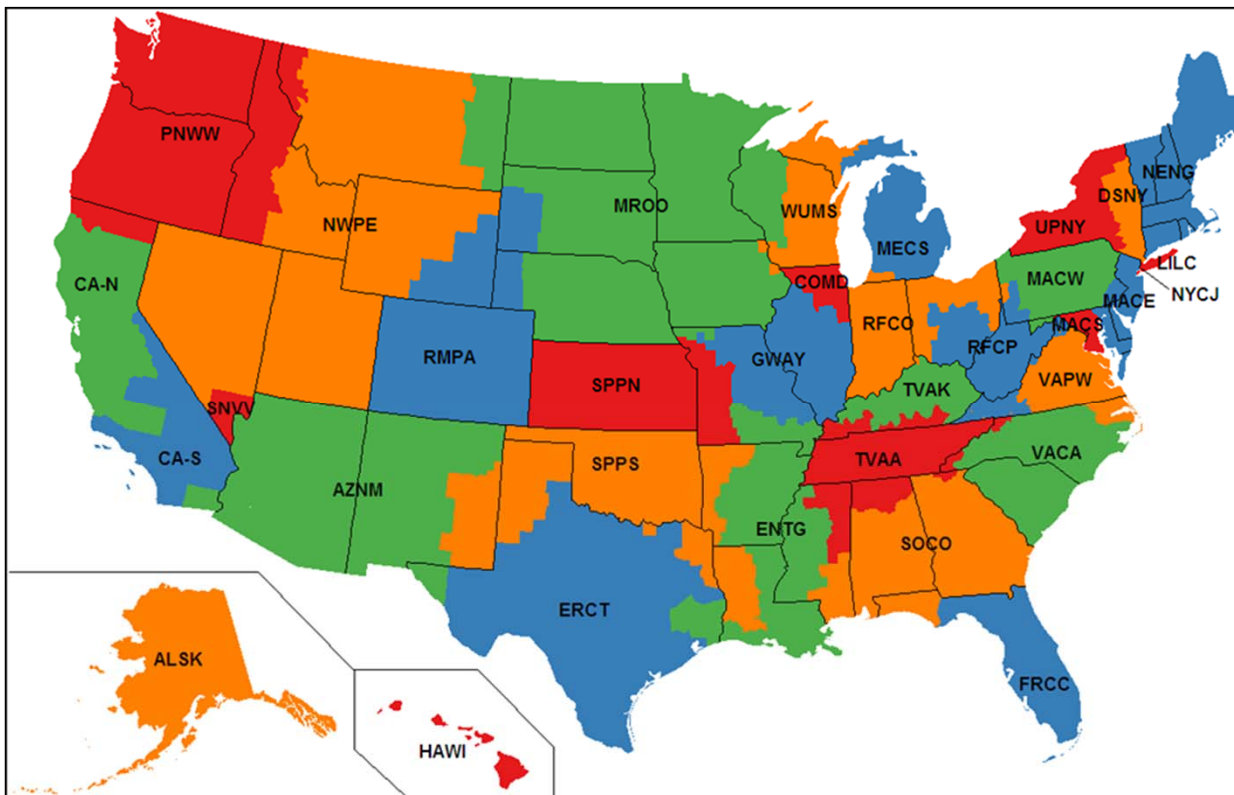 PNWW
NWPE
MROO
WUMS
MECS
NENG
DSNY
UPNY
LILC
NYCJ
CA-N
COMD
MACW
MACE
MACS
RFCO
RFCP
RMPA
GWAY
SPPN
TVAK
VAPW
SNVV
CA-S
SPPS
TVAA
VACA
AZNM
ENTG
SOCO
ERCT
ALSK
FRCC
HAWI